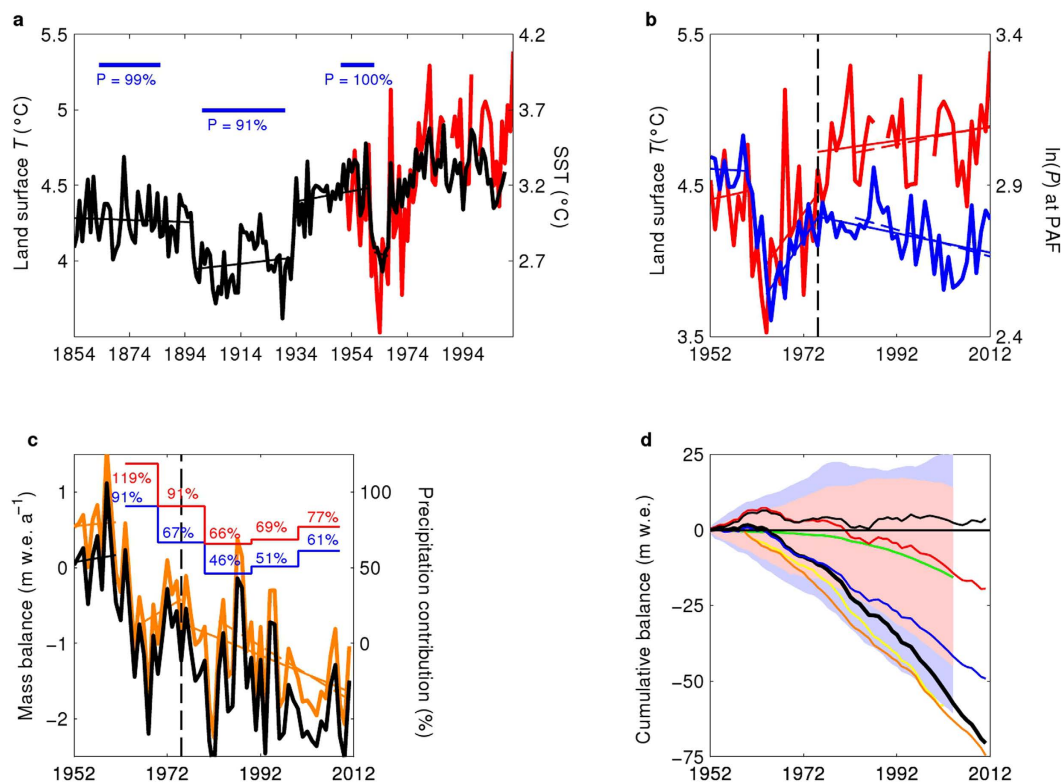 a
5.5
5
4.5
4
Land surface T (°C)
P = 99%
P = 91%
P = 100%
4.2
3.7
3.2
2.7
SST (°C)
1854 1874 1894 1914 1934 1954 1974 1994
b
5.5
4.5
3.5
Land surface T(°C)
3.4
2.9
2.4
ln(P) at PAF
1952 1972 1992 2012
c
1
0
−1
−2
Mass balance (m w.e. a⁻¹)
119%
91%
91%
67%
66%
46%
69%
51%
77%
61%
100
50
0
Precipitation contribution (%)
1952 1972 1992 2012
d
25
0
−25
−50
−75
Cumulative balance (m w.e.)
1952 1972 1992 2012